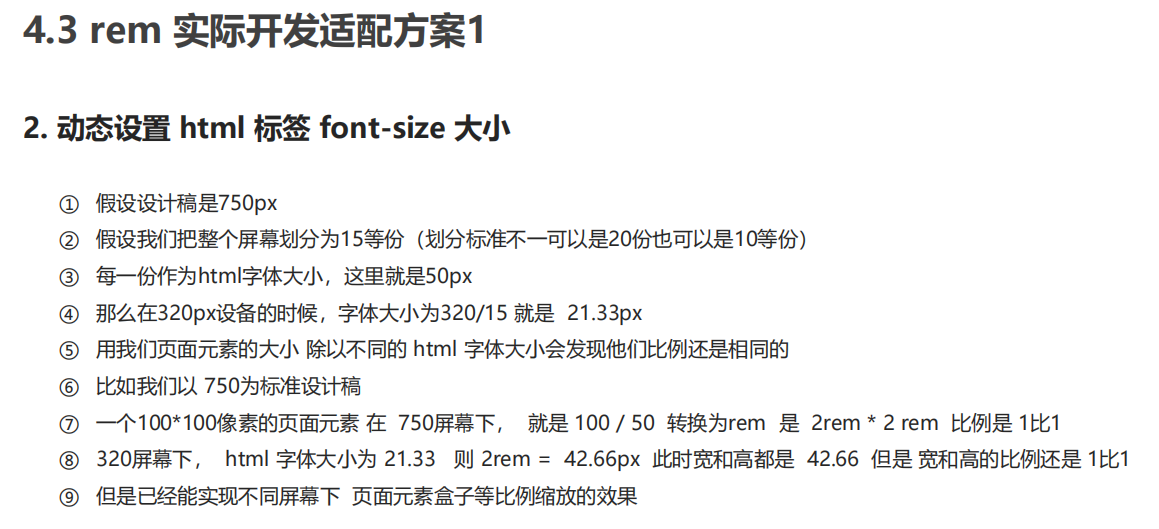 4.3 rem 实际开发适配方案1
2. 动态设置 html 标签 font-size 大小
① 假设设计稿是750px
② 假设我们把整个屏幕划分为15等份（划分标准不一可以是20份也可以是10等份）
③ 每一份作为html字体大小，这里就是50px
④ 那么在320px设备的时候，字体大小为320/15 就是 21.33px
⑤ 用我们页面元素的大小 除以不同的 html 字体大小会发现他们比例还是相同的
⑥ 比如我们以 750为标准设计稿
⑦ 一个100*100像素的页面元素 在 750屏幕下， 就是 100 / 50 转换为rem 是 2rem * 2 rem 比例是 1比1
⑧ 320屏幕下， html 字体大小为 21.33 则 2rem = 42.66px 此时宽和高都是 42.66 但是 宽和高的比例还是 1比1
⑨ 但是已经能实现不同屏幕下 页面元素盒子等比例缩放的效果